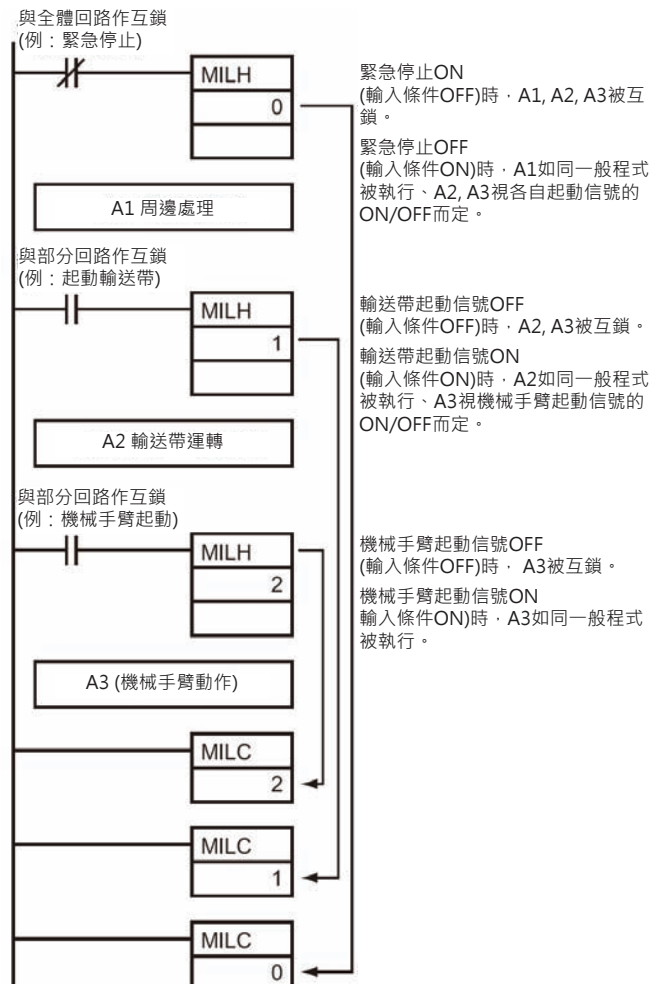 與全體回路作互鎖
(例：緊急停止)
MILH
0
緊急停止ON
(輸入條件OFF)時，A1, A2, A3被互
鎖。
緊急停止OFF
(輸入條件ON)時，A1如同一般程式
被執行、A2, A3視各自起動信號的
ON/OFF而定。
A1 周邊處理
與部分回路作互鎖
(例：起動輸送帶)
MILH
1
輸送帶起動信號OFF
(輸入條件OFF)時，A2, A3被互鎖。
輸送帶起動信號ON
(輸入條件ON)時，A2如同一般程式
被執行、A3視機械手臂起動信號的
ON/OFF而定。
A2 輸送帶運轉
與部分回路作互鎖
(例：機械手臂起動)
MILH
2
機械手臂起動信號OFF
(輸入條件OFF)時， A3被互鎖。
機械手臂起動信號ON
輸入條件ON)時，A3如同一般程式
被執行。
A3 (機械手臂動作)
MILC
2
MILC
1
MILC
0